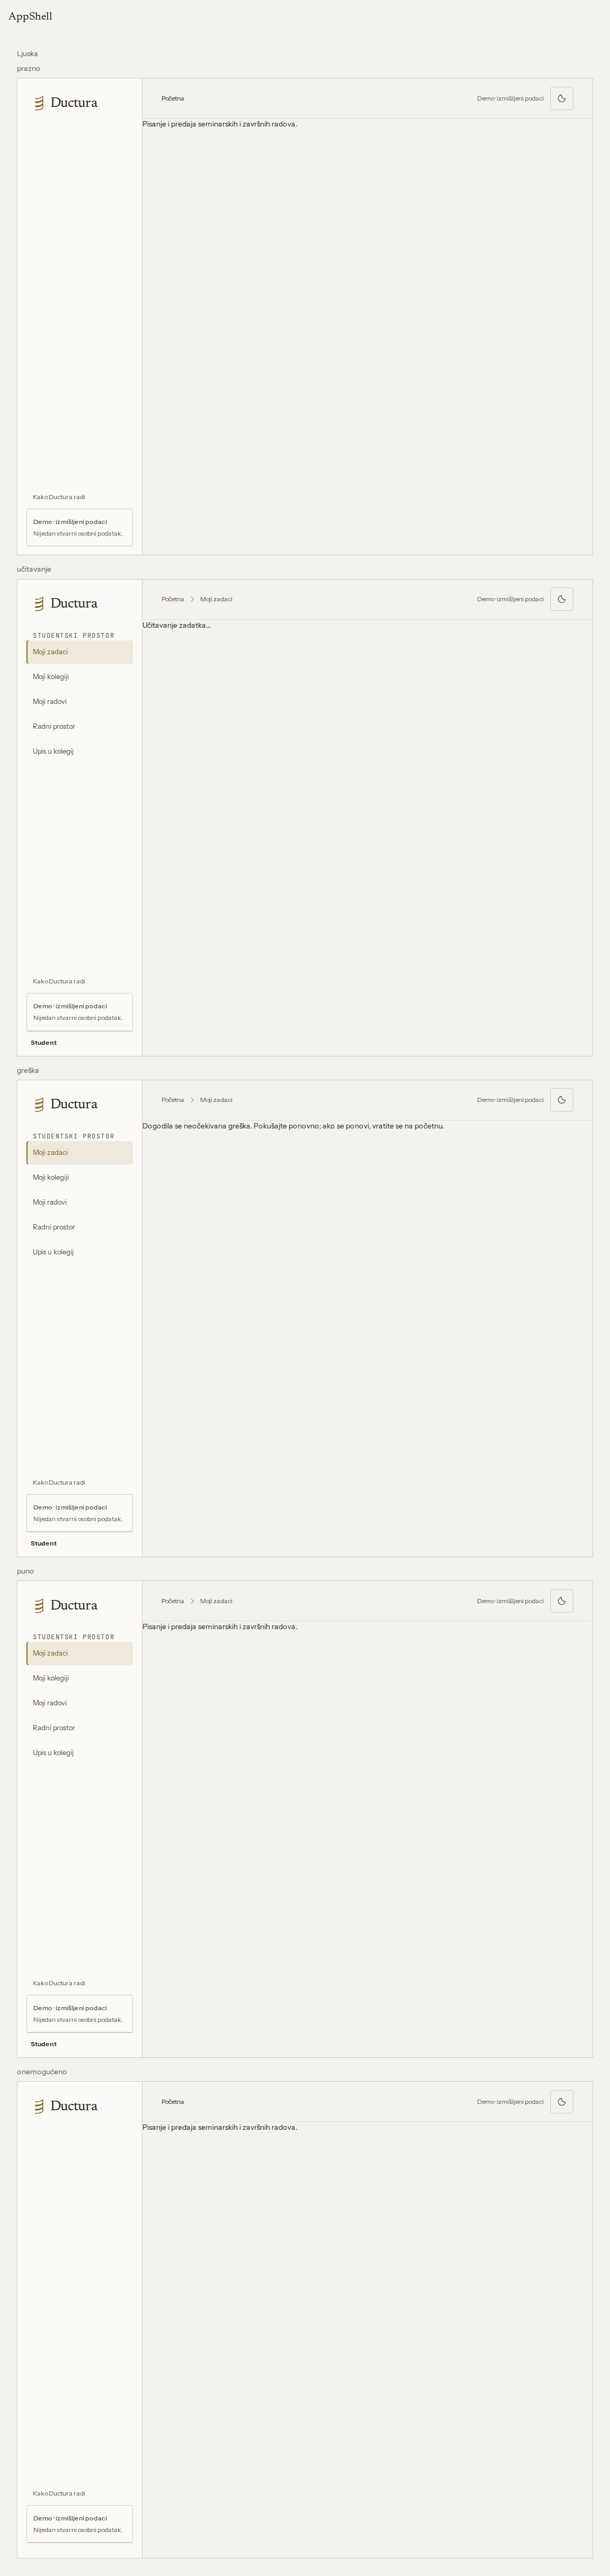 AppShell
Ljuska
prazno
Ductura
Početna
Demo · izmišljeni podaci
Pisanje i predaja seminarskih i završnih radova.
Kako Ductura radi
Demo · izmišljeni podaci
Nijedan stvarni osobni podatak.
učitavanje
Ductura
Početna > Moji zadaci
Demo · izmišljeni podaci
Učitavanje zadatka...
STUDENTSKI PROSTOR
Moji zadaci
Moji kolegiji
Moji radovi
Radni prostor
Upis u kolegij
Kako Ductura radi
Demo · izmišljeni podaci
Nijedan stvarni osobni podatak.
Student
greška
Ductura
Početna > Moji zadaci
Demo · izmišljeni podaci
Dogodila se neočekivana greška. Pokušajte ponovno; ako se ponovi, vratite se na početnu.
STUDENTSKI PROSTOR
Moji zadaci
Moji kolegiji
Moji radovi
Radni prostor
Upis u kolegij
Kako Ductura radi
Demo · izmišljeni podaci
Nijedan stvarni osobni podatak.
Student
puno
Ductura
Početna > Moji zadaci
Demo · izmišljeni podaci
Pisanje i predaja seminarskih i završnih radova.
STUDENTSKI PROSTOR
Moji zadaci
Moji kolegiji
Moji radovi
Radni prostor
Upis u kolegij
Kako Ductura radi
Demo · izmišljeni podaci
Nijedan stvarni osobni podatak.
Student
onemogućeno
Ductura
Početna
Demo · izmišljeni podaci
Pisanje i predaja seminarskih i završnih radova.
Kako Ductura radi
Demo · izmišljeni podaci
Nijedan stvarni osobni podatak.